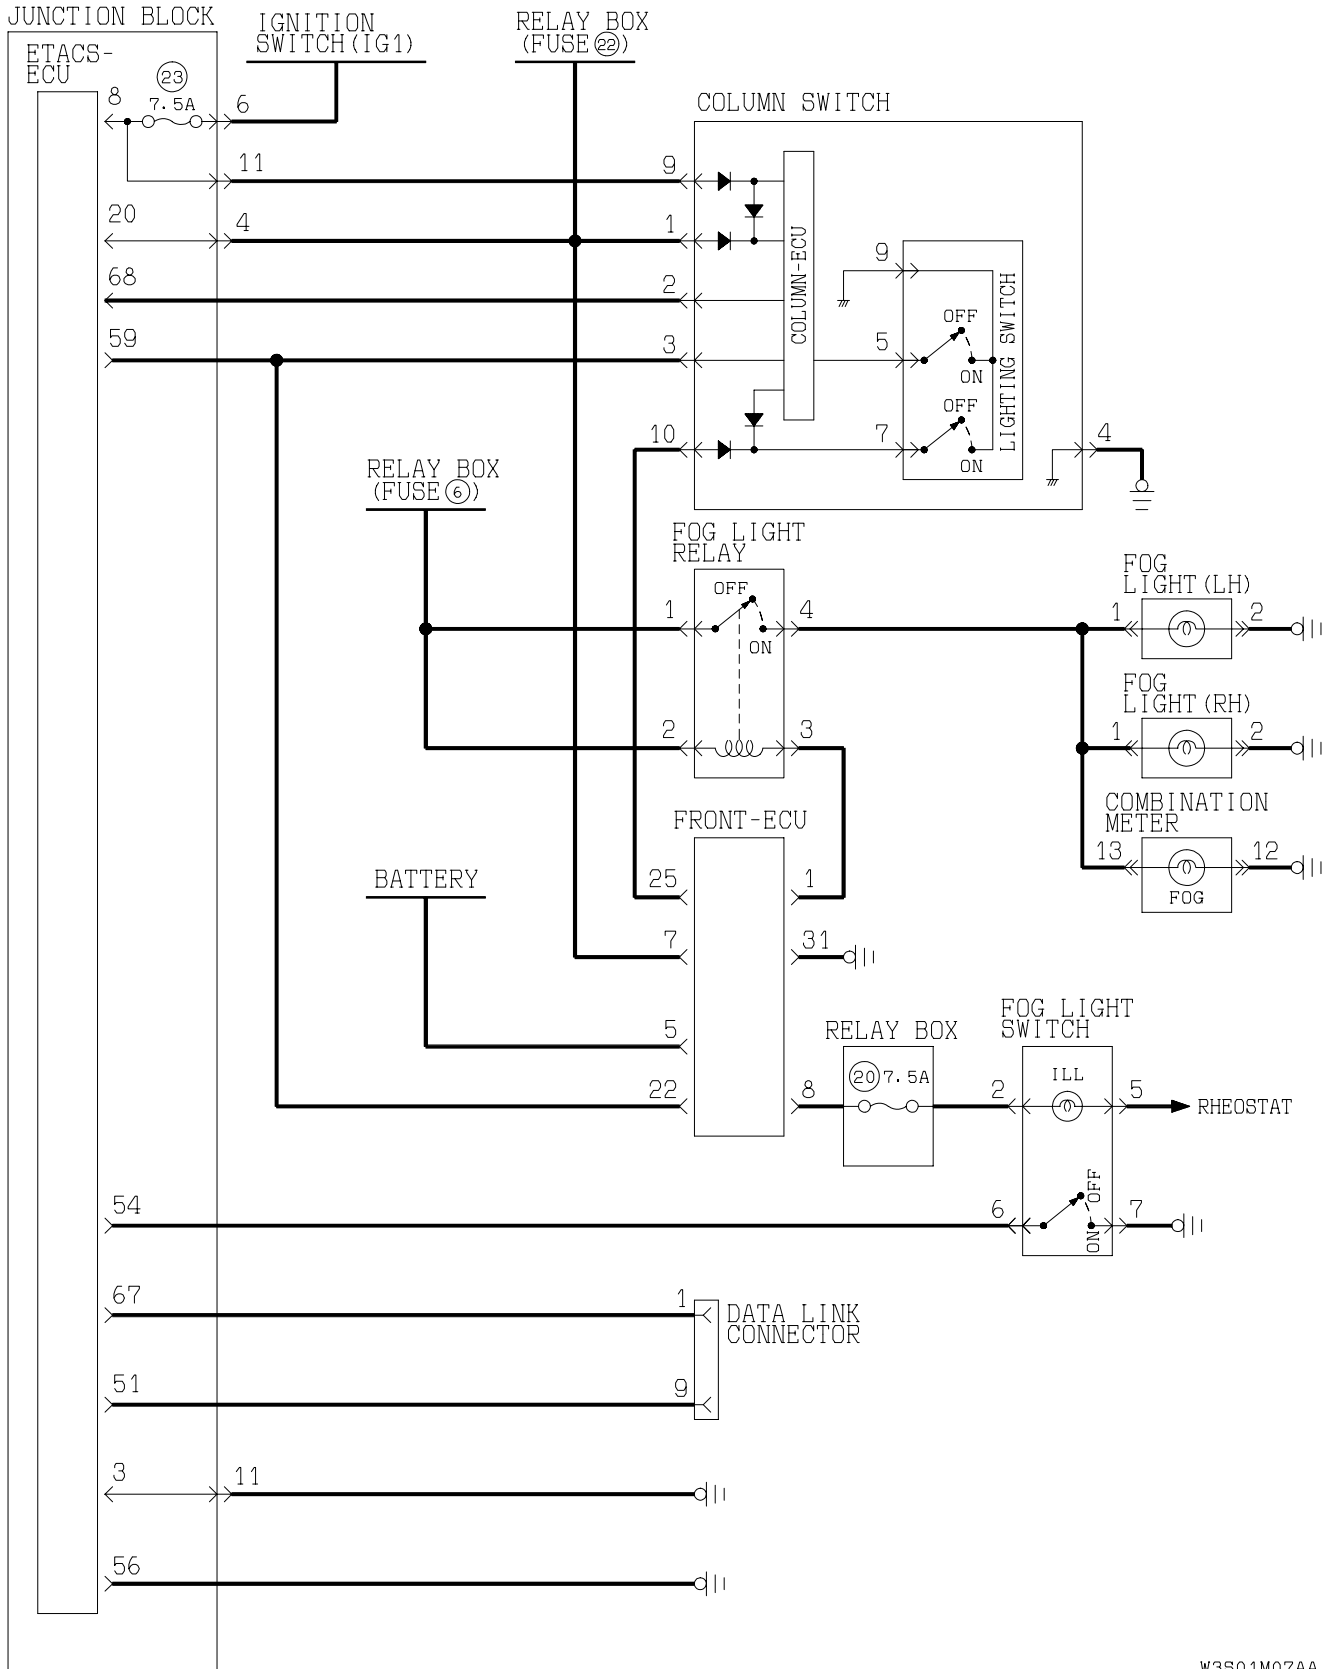 JUNCTION BLOCK
IGNITION
SWITCH(IG1)
RELAY BOX
(FUSE 22)
ETACS-
ECU
23
7.5A
8
6
COLUMN SWITCH
11
9
20
4
1
68
2
59
3
COLUMN-ECU
9
5
OFF
ON
7
OFF
ON
LIGHTING SWITCH
10
4
RELAY BOX
(FUSE 6)
FOG LIGHT
RELAY
OFF
1
4
ON
2
3
FOG
LIGHT(LH)
1
2
FOG
LIGHT(RH)
1
2
COMBINATION
METER
13
12
FOG
FRONT-ECU
BATTERY
25
1
7
31
5
22
8
RELAY BOX
20 7.5A
FOG LIGHT
SWITCH
ILL
2
5
RHEOSTAT
54
6
OFF
ON
7
67
1
DATA LINK
CONNECTOR
51
9
3
11
56
W3S01M07AA